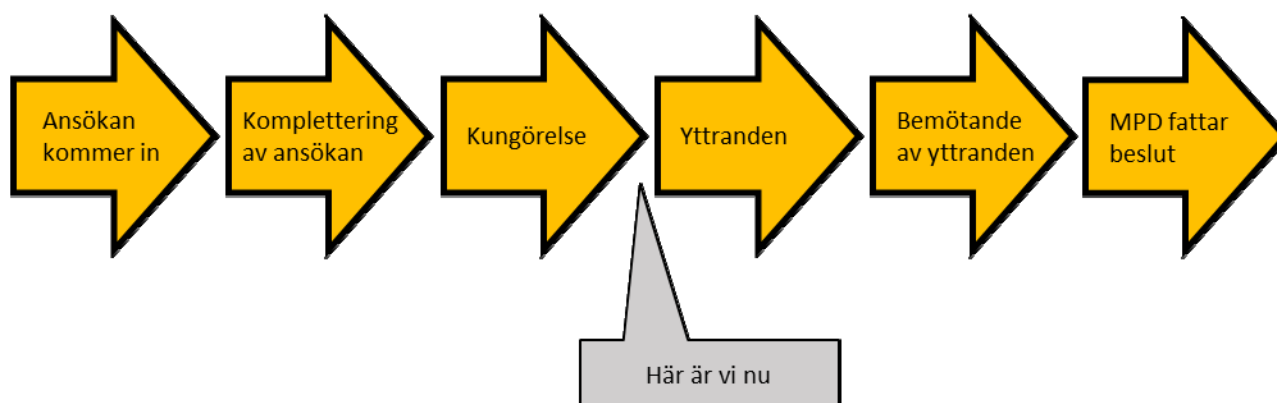 Ansökan
kommer in
Komplettering
av ansökan
Kungörelse
Yttranden
Bemötande
av yttranden
MPD fattar
beslut
Här är vi nu